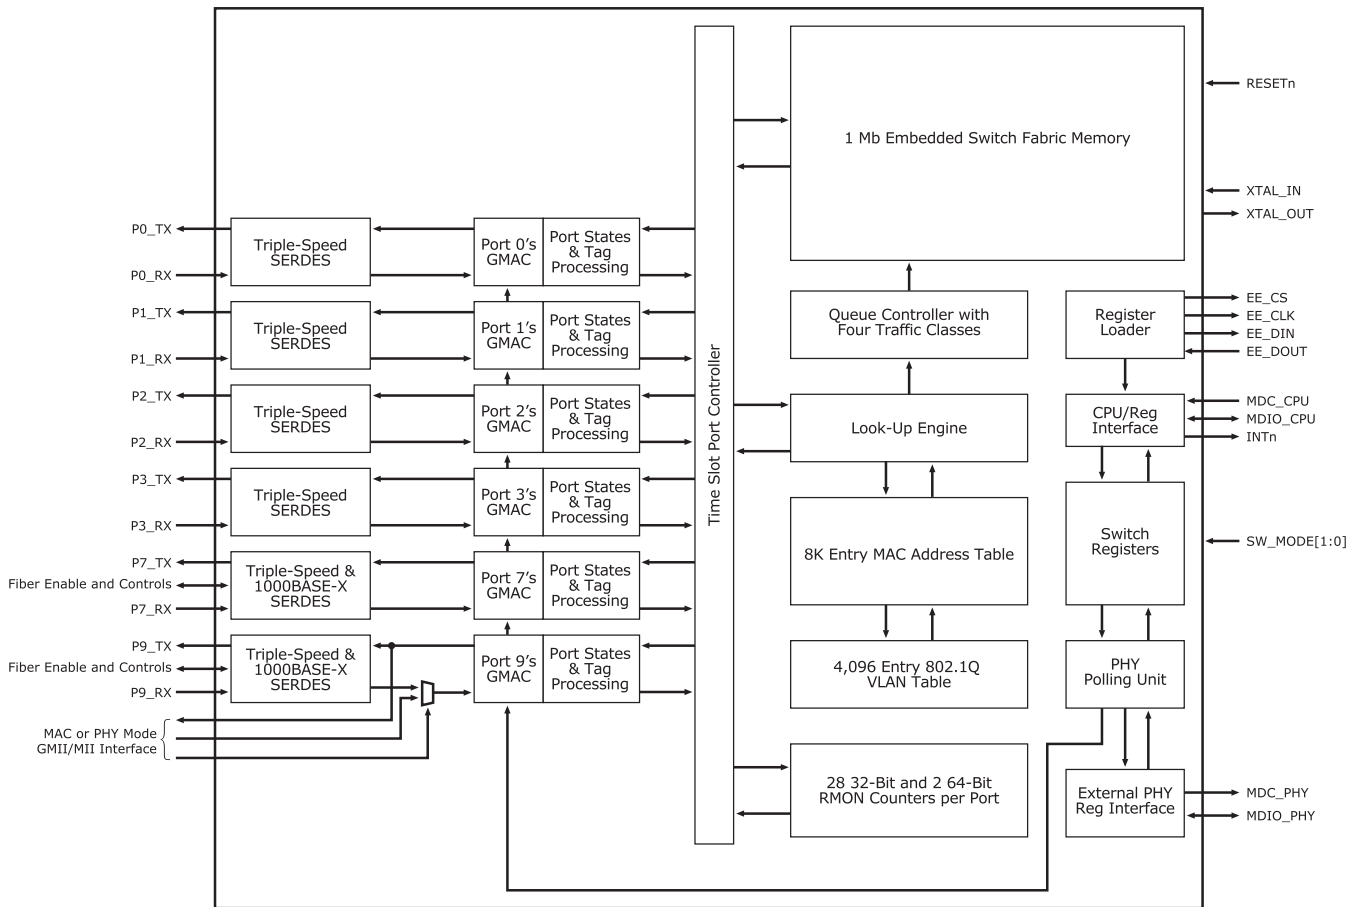 RESETn
1 Mb Embedded Switch Fabric Memory
XTAL_IN
XTAL_OUT
P0_TX
P0_RX
Triple-Speed
SERDES
Port 0's
GMAC
Port States
& Tag
Processing
P1_TX
P1_RX
Triple-Speed
SERDES
Port 1's
GMAC
Port States
& Tag
Processing
P2_TX
P2_RX
Triple-Speed
SERDES
Port 2's
GMAC
Port States
& Tag
Processing
P3_TX
P3_RX
Triple-Speed
SERDES
Port 3's
GMAC
Port States
& Tag
Processing
P7_TX
Fiber Enable and Controls
P7_RX
Triple-Speed &
1000BASE-X
SERDES
Port 7's
GMAC
Port States
& Tag
Processing
P9_TX
Fiber Enable and Controls
P9_RX
Triple-Speed &
1000BASE-X
SERDES
Port 9's
GMAC
Port States
& Tag
Processing
MAC or PHY Mode
GMII/MII Interface
Time Slot Port Controller
Queue Controller with
Four Traffic Classes
Look-Up Engine
8K Entry MAC Address Table
4,096 Entry 802.1Q
VLAN Table
28 32-Bit and 2 64-Bit
RMON Counters per Port
Register
Loader
EE_CS
EE_CLK
EE_DIN
EE_DOUT
CPU/Reg
Interface
MDC_CPU
MDIO_CPU
INTn
Switch
Registers
SW_MODE[1:0]
PHY
Polling Unit
External PHY
Reg Interface
MDC_PHY
MDIO_PHY